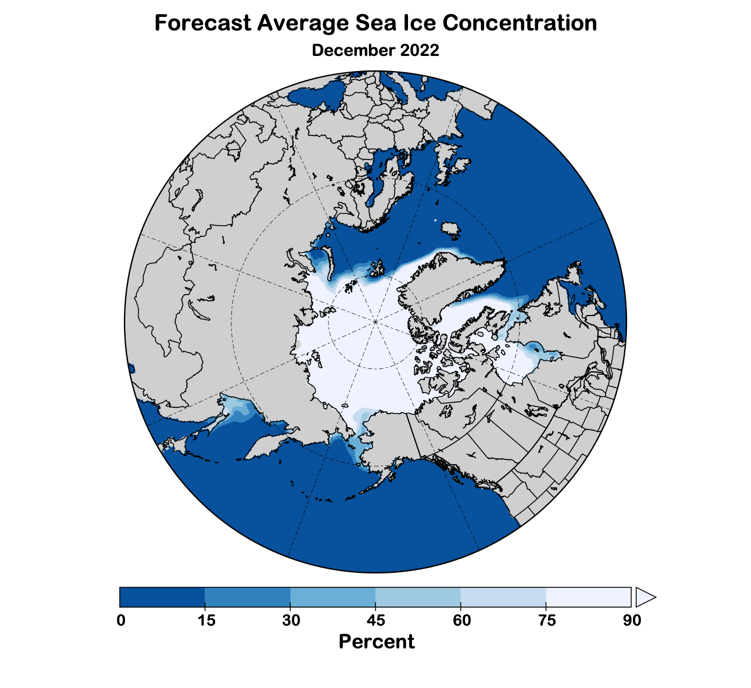 Forecast Average Sea Ice Concentration
December 2022
0 15 30 45 60 75 90
Percent